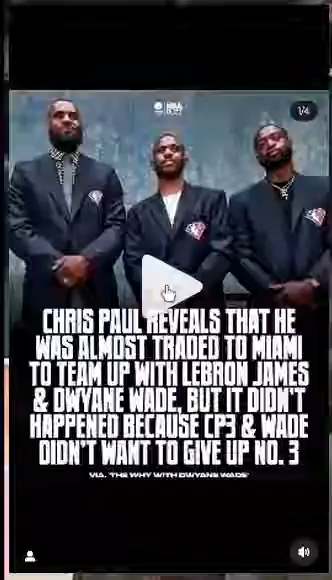 NBA
BUZZ
1/4
CHRIS PAUL REVEALS THAT HE
WAS ALMOST TRADED TO MIAMI
TO TEAM UP WITH LEBRON JAMES
& DWYANE WADE, BUT IT DIDN'T
HAPPENED BECAUSE CP3 & WADE
DIDN'T WANT TO GIVE UP NO. 3
VIA. "THE WHY WITH DWYANE WADE"